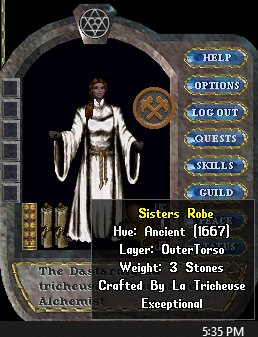 HELP
OPTIONS
LOG OUT
QUESTS
SKILLS
GUILD
Sisters Robe
Hue: Ancient (1667)
Layer: OuterTorso
Weight: 3 Stones
Crafted By La Tricheuse
Exceptional
The Dastar
tricheus
Alchemist
5:35 PM